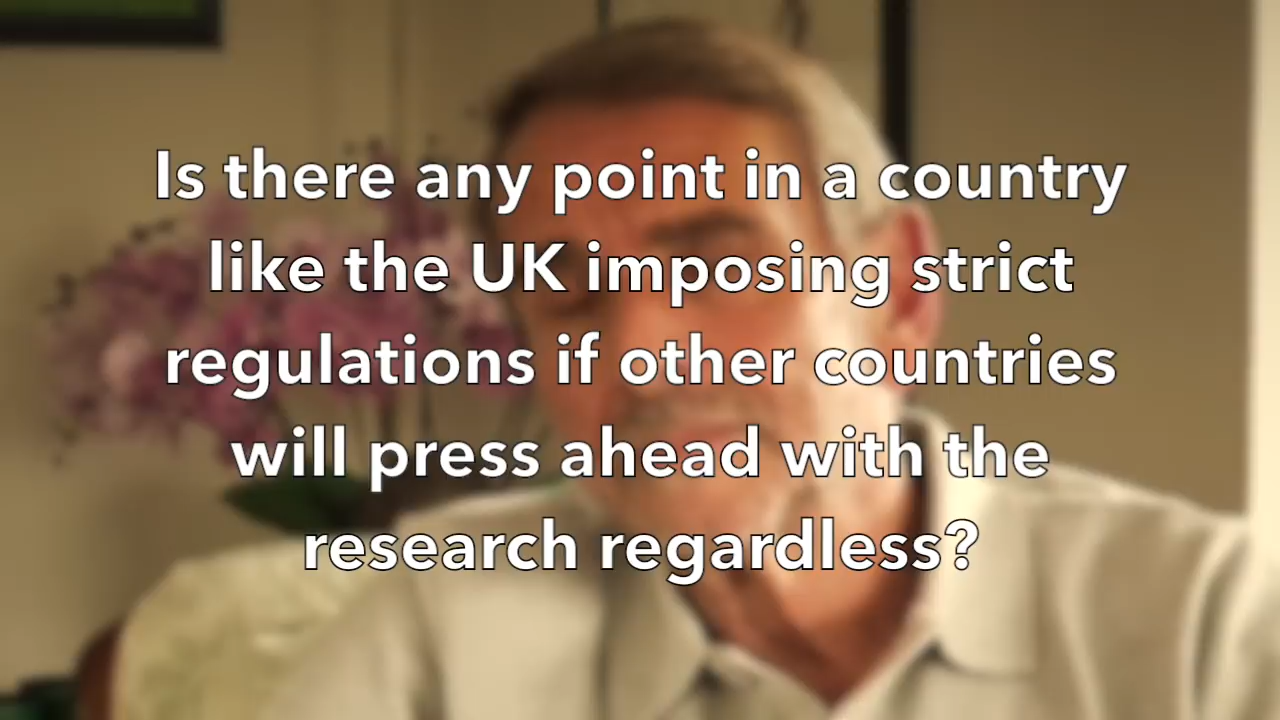 Is there any point in a country
like the UK imposing strict
regulations if other countries
will press ahead with the
research regardless?